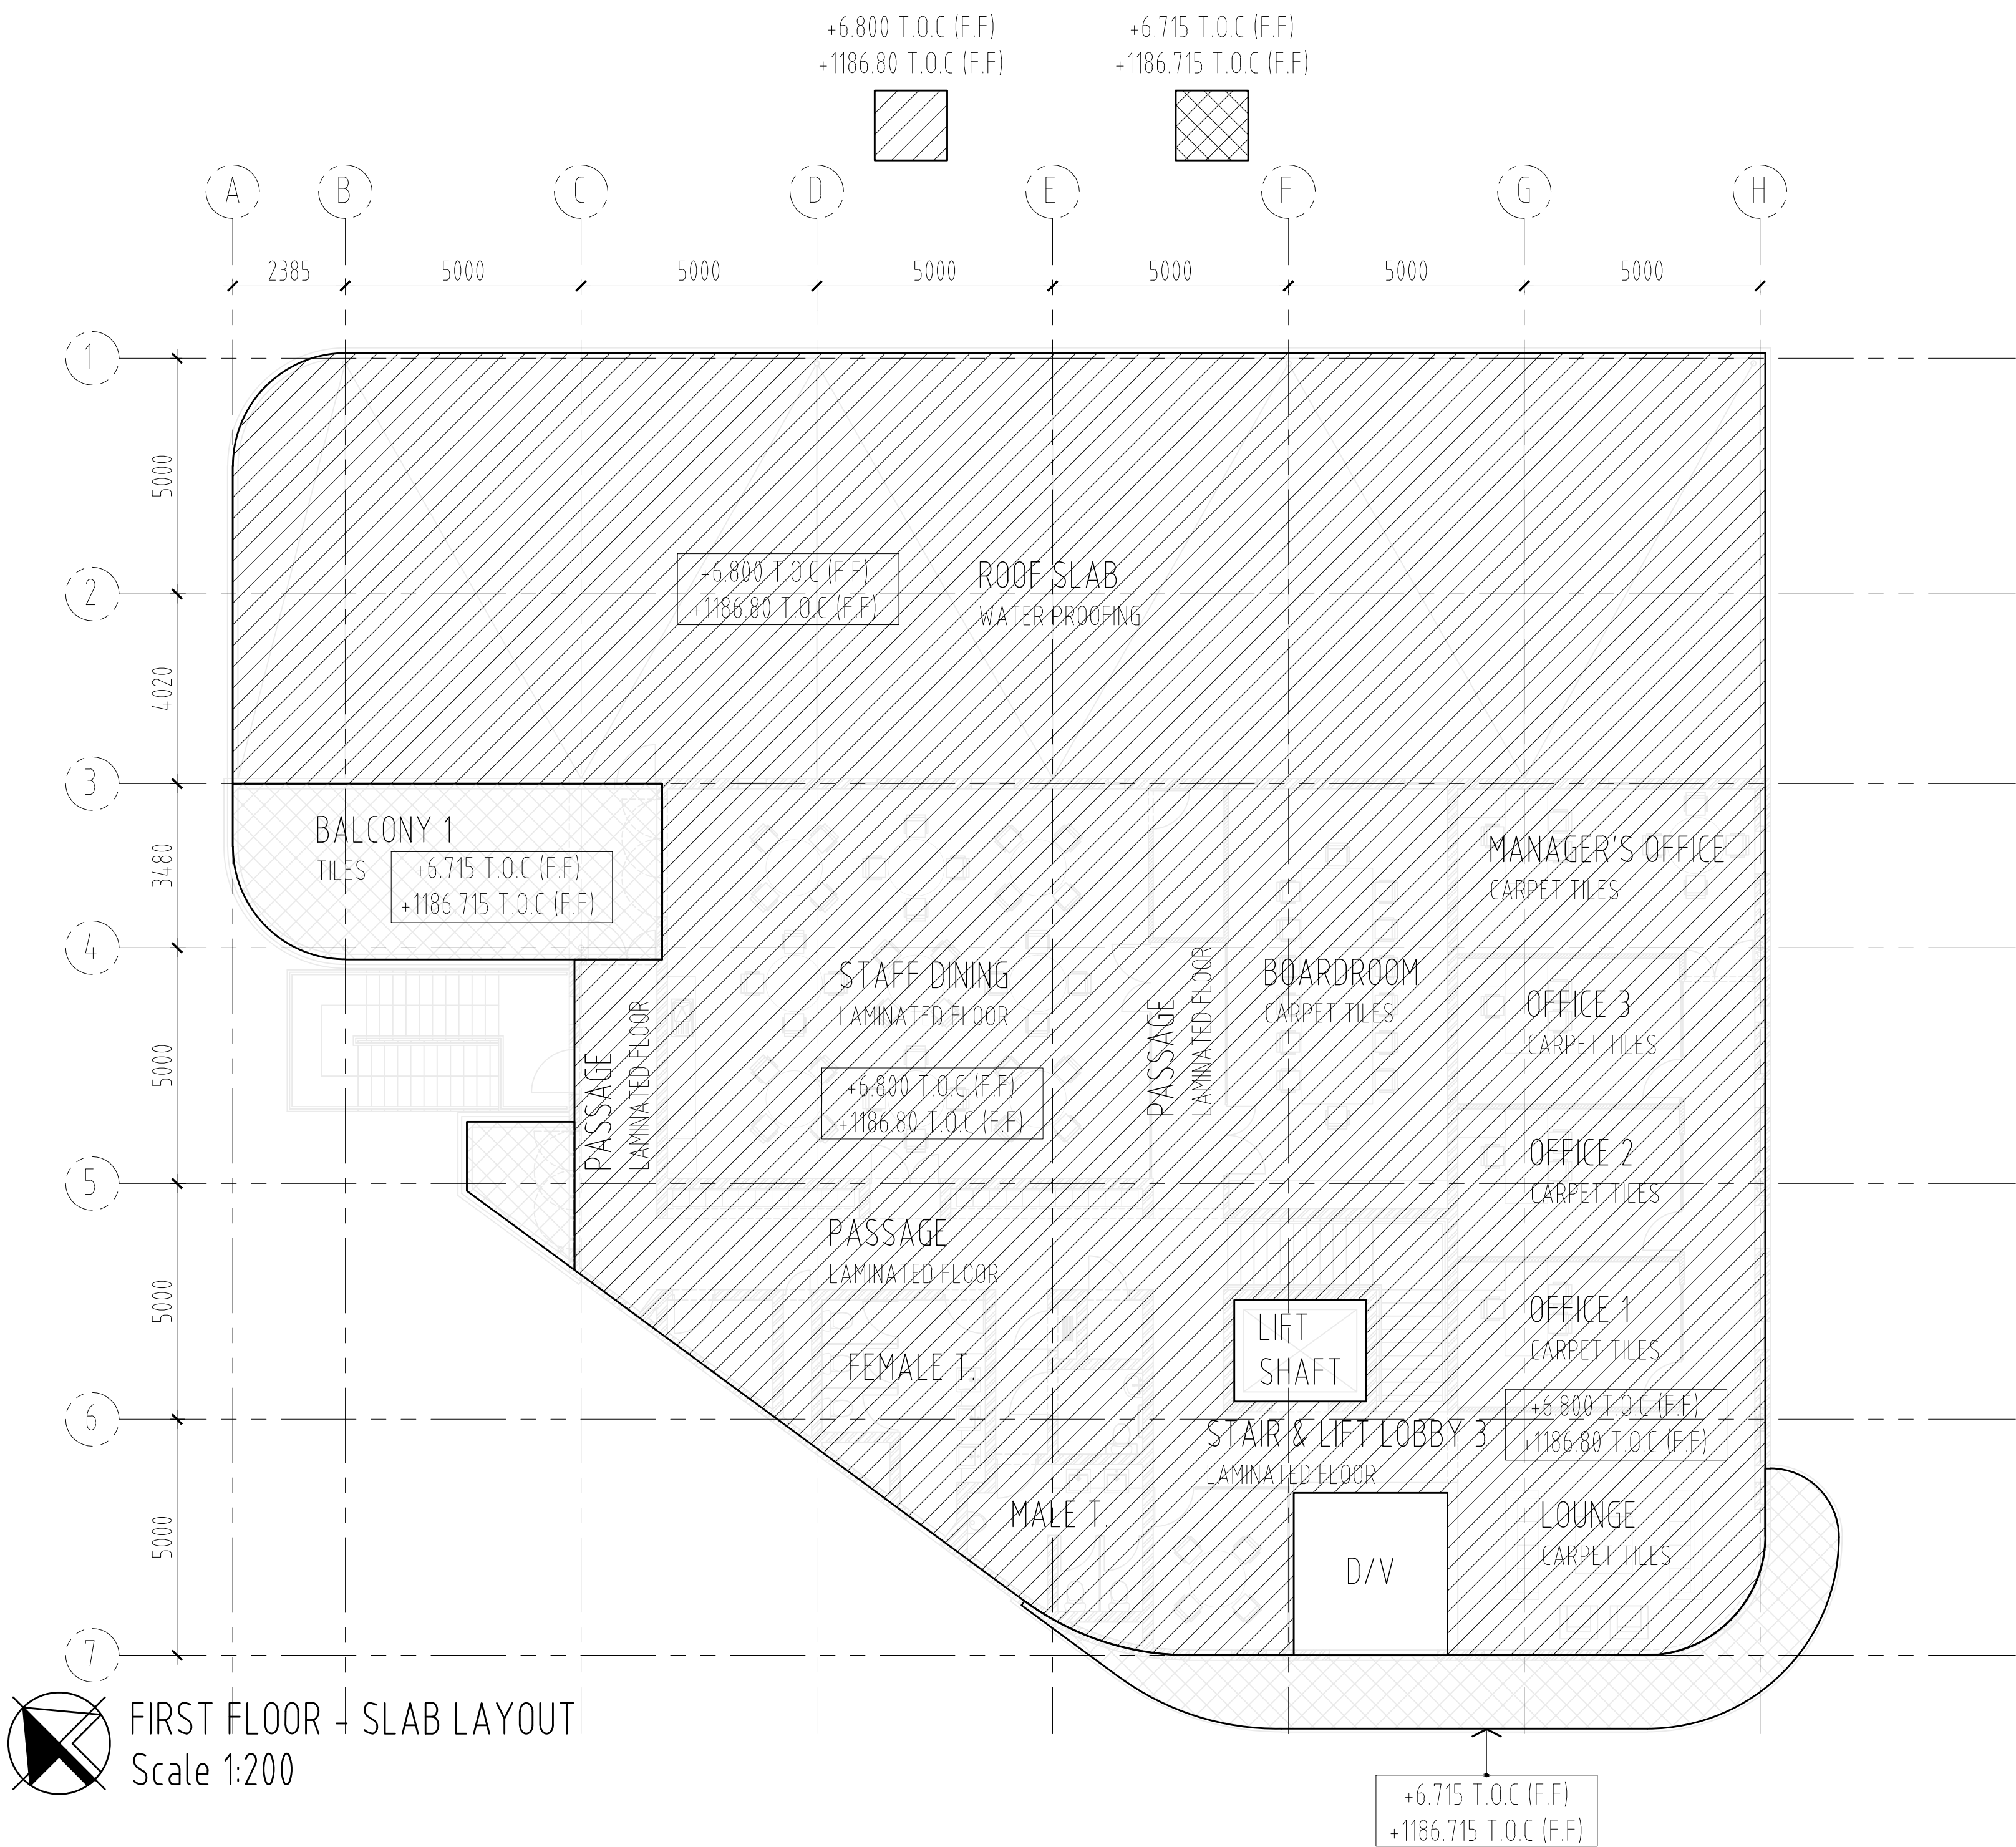 +6.800 T.O.C (F.F)
+1186.80 T.O.C (F.F)
+6.715 T.O.C (F.F)
+1186.715 T.O.C (F.F)
A
B
C
D
E
F
G
H
2385
5000
5000
5000
5000
5000
5000
1
5000
2
4020
3
3480
4
5000
5
5000
6
5000
7
+6.800 T.O.C (F.F)
+1186.80 T.O.C (F.F)
ROOF SLAB
WATER PROOFING
BALCONY 1
TILES
+6.715 T.O.C (F.F)
+1186.715 T.O.C (F.F)
MANAGER'S OFFICE
CARPET TILES
STAFF DINING
LAMINATED FLOOR
BOARDROOM
CARPET TILES
PASSAGE
LAMINATED FLOOR
PASSAGE
LAMINATED FLOOR
OFFICE 3
CARPET TILES
+6.800 T.O.C (F.F)
+1186.80 T.O.C (F.F)
OFFICE 2
CARPET TILES
PASSAGE
LAMINATED FLOOR
OFFICE 1
CARPET TILES
LIFT
SHAFT
FEMALE T.
+6.800 T.O.C (F.F)
+1186.80 T.O.C (F.F)
STAIR & LIFT LOBBY 3
LAMINATED FLOOR
MALE T.
LOUNGE
CARPET TILES
D/V
FIRST FLOOR - SLAB LAYOUT
Scale 1:200
+6.715 T.O.C (F.F)
+1186.715 T.O.C (F.F)